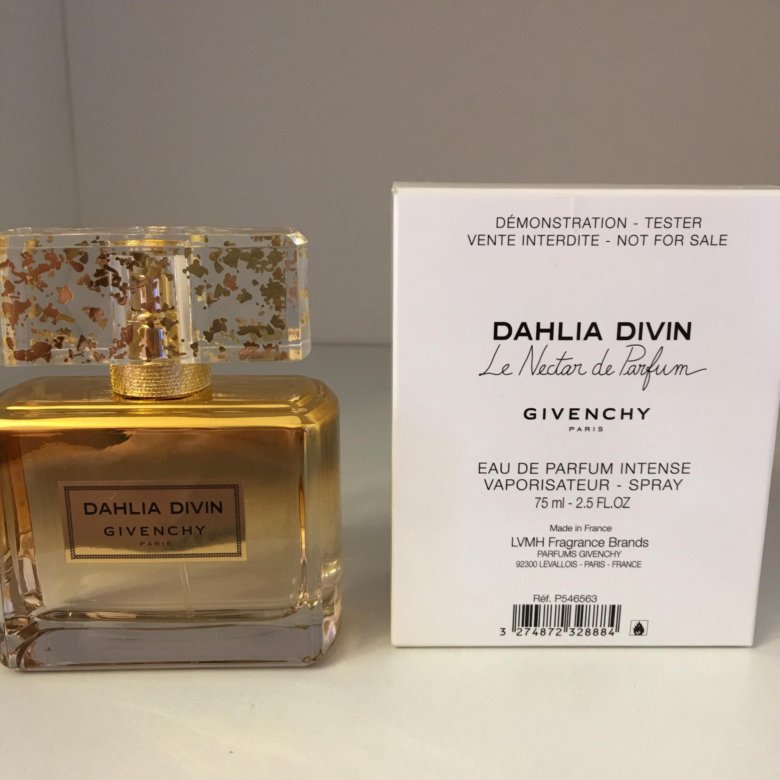 DAHLIA DIVIN
GIVENCHY
PARIS
DÉMONSTRATION - TESTER
VENTE INTERDITE - NOT FOR SALE
DAHLIA DIVIN
Le Nectar de Parfum
GIVENCHY
PARIS
EAU DE PARFUM INTENSE
VAPORISATEUR - SPRAY
75 ml - 2.5 FL.OZ
Made in France
LVMH Fragrance Brands
PARFUMS GIVENCHY
92300 LEVALLOIS - PARIS - FRANCE
Réf. P546563
3 274872 328884